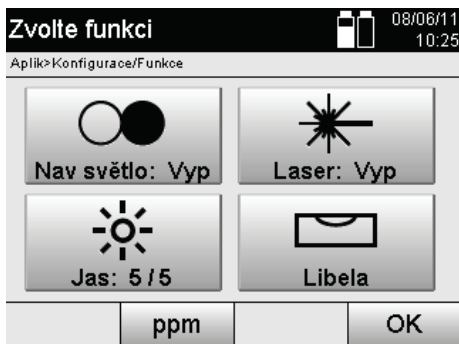 Zvolte funkci
08/06/11
10:25
Aplik>Konfigurace/Funkce
Nav světlo: Vyp
Laser: Vyp
Jas: 5/5
Libela
ppm
OK